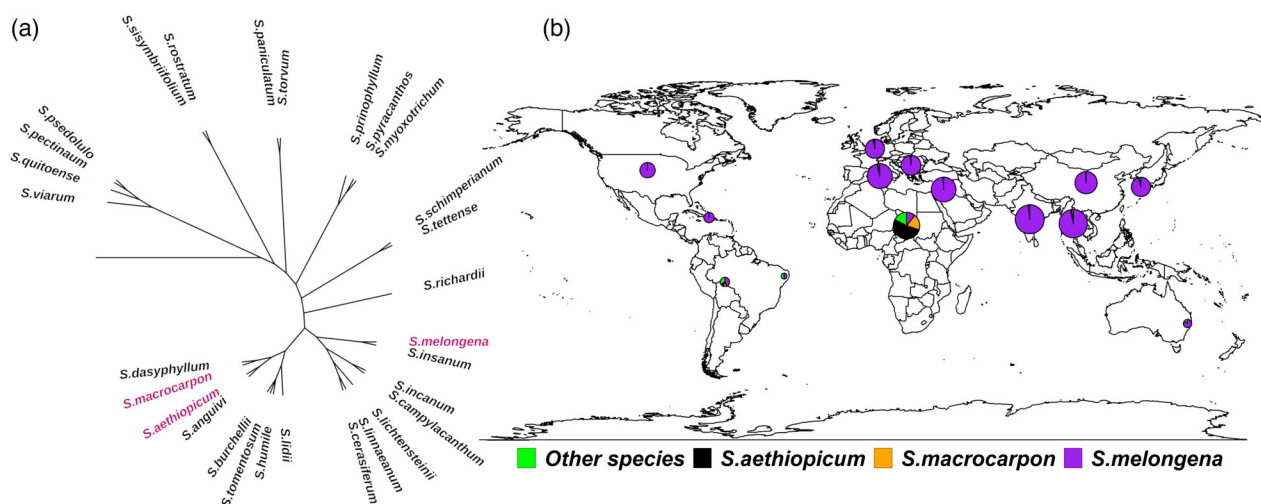 (a)
S.sisymbriifolium
S.rostratum
S.paniculatum
S.torvum
S.prinophyllum
S.pyracanthos
S.myoxotrichum
S.psedolulo
S.pectinaum
S.quitoense
S.viarum
S.schimperianum
S.tettense
S.richardii
S.melongena
S.insanum
S.incanum
S.campylacanthum
S.lichtensteinii
S.linnaeanum
S.cerasiferum
S.lidii
S.humile
S.tomentosum
S.burchellii
S.anguivi
S.aethiopicum
S.macrocarpon
S.dasyphyllum
(b)
Other species
S.aethiopicum
S.macrocarpon
S.melongena